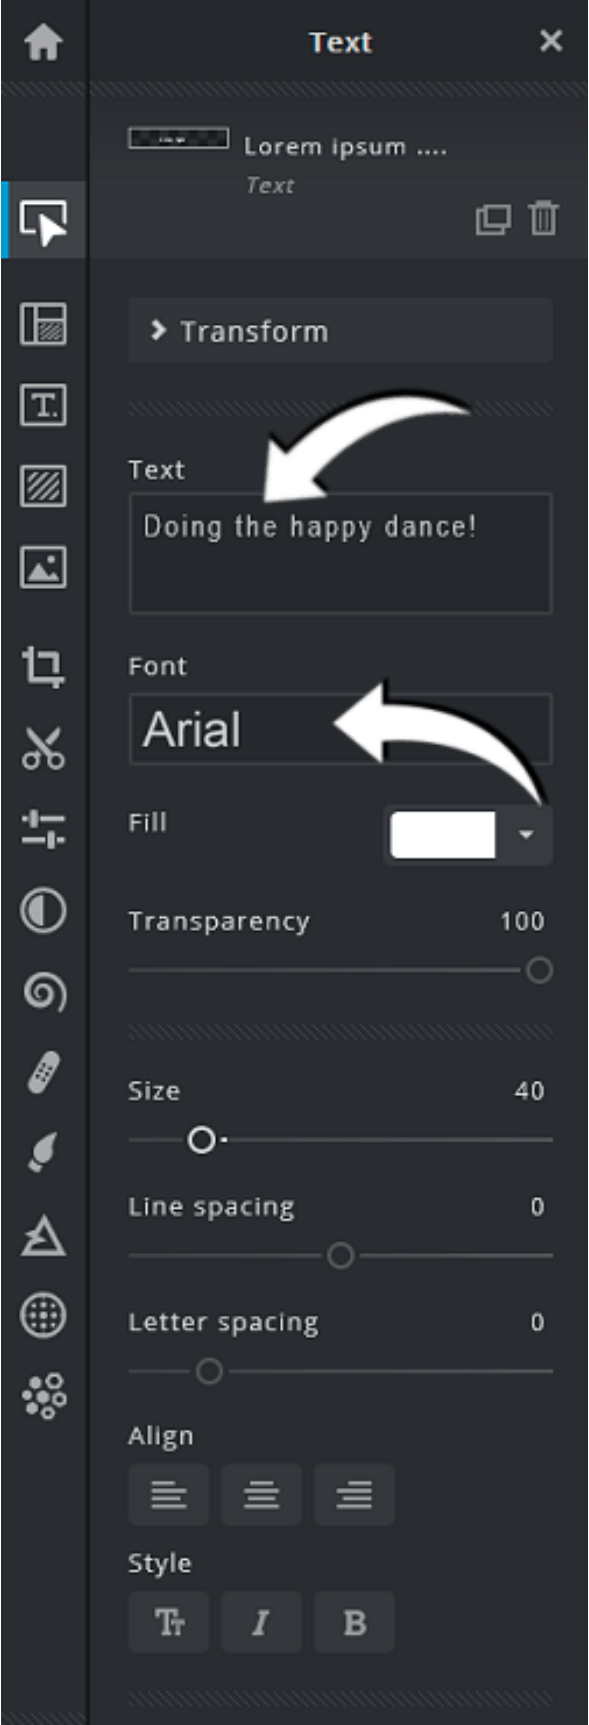 Text
Lorem ipsum ....
Text
Transform
Text
Doing the happy dance!
Font
Arial
Fill
Transparency 100
Size 40
Line spacing 0
Letter spacing 0
Align
Style
Tt I B